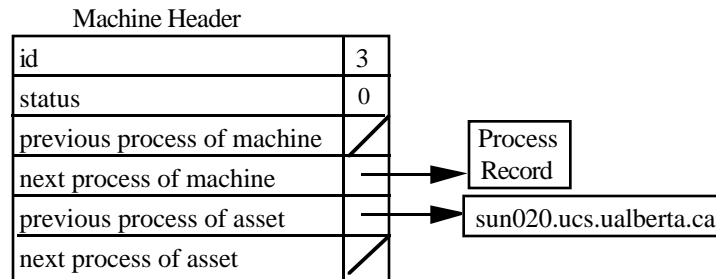 Machine Header
id 3
status 0
previous process of machine
next process of machine
previous process of asset
next process of asset
Process
Record
sun020.ucs.ualberta.ca